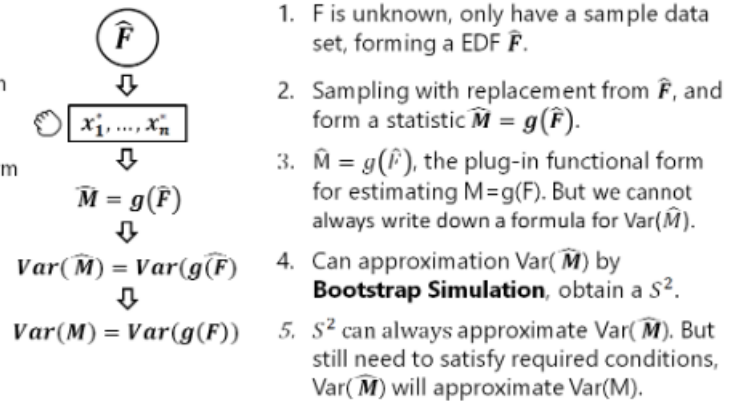 F̂
x₁*, ..., xₙ*
M̂ = g(F̂)
Var( M̂) = Var(g(F̂)
Var(M) = Var(g(F))
1. F is unknown, only have a sample data
set, forming a EDF F̂.
2. Sampling with replacement from F̂, and
form a statistic M̂ = g(F̂).
3. M̂ = g(F̂), the plug-in functional form
for estimating M=g(F). But we cannot
always write down a formula for Var(M̂).
4. Can approximation Var( M̂) by
Bootstrap Simulation, obtain a S².
5. S² can always approximate Var( M̂). But
still need to satisfy required conditions,
Var( M̂) will approximate Var(M).